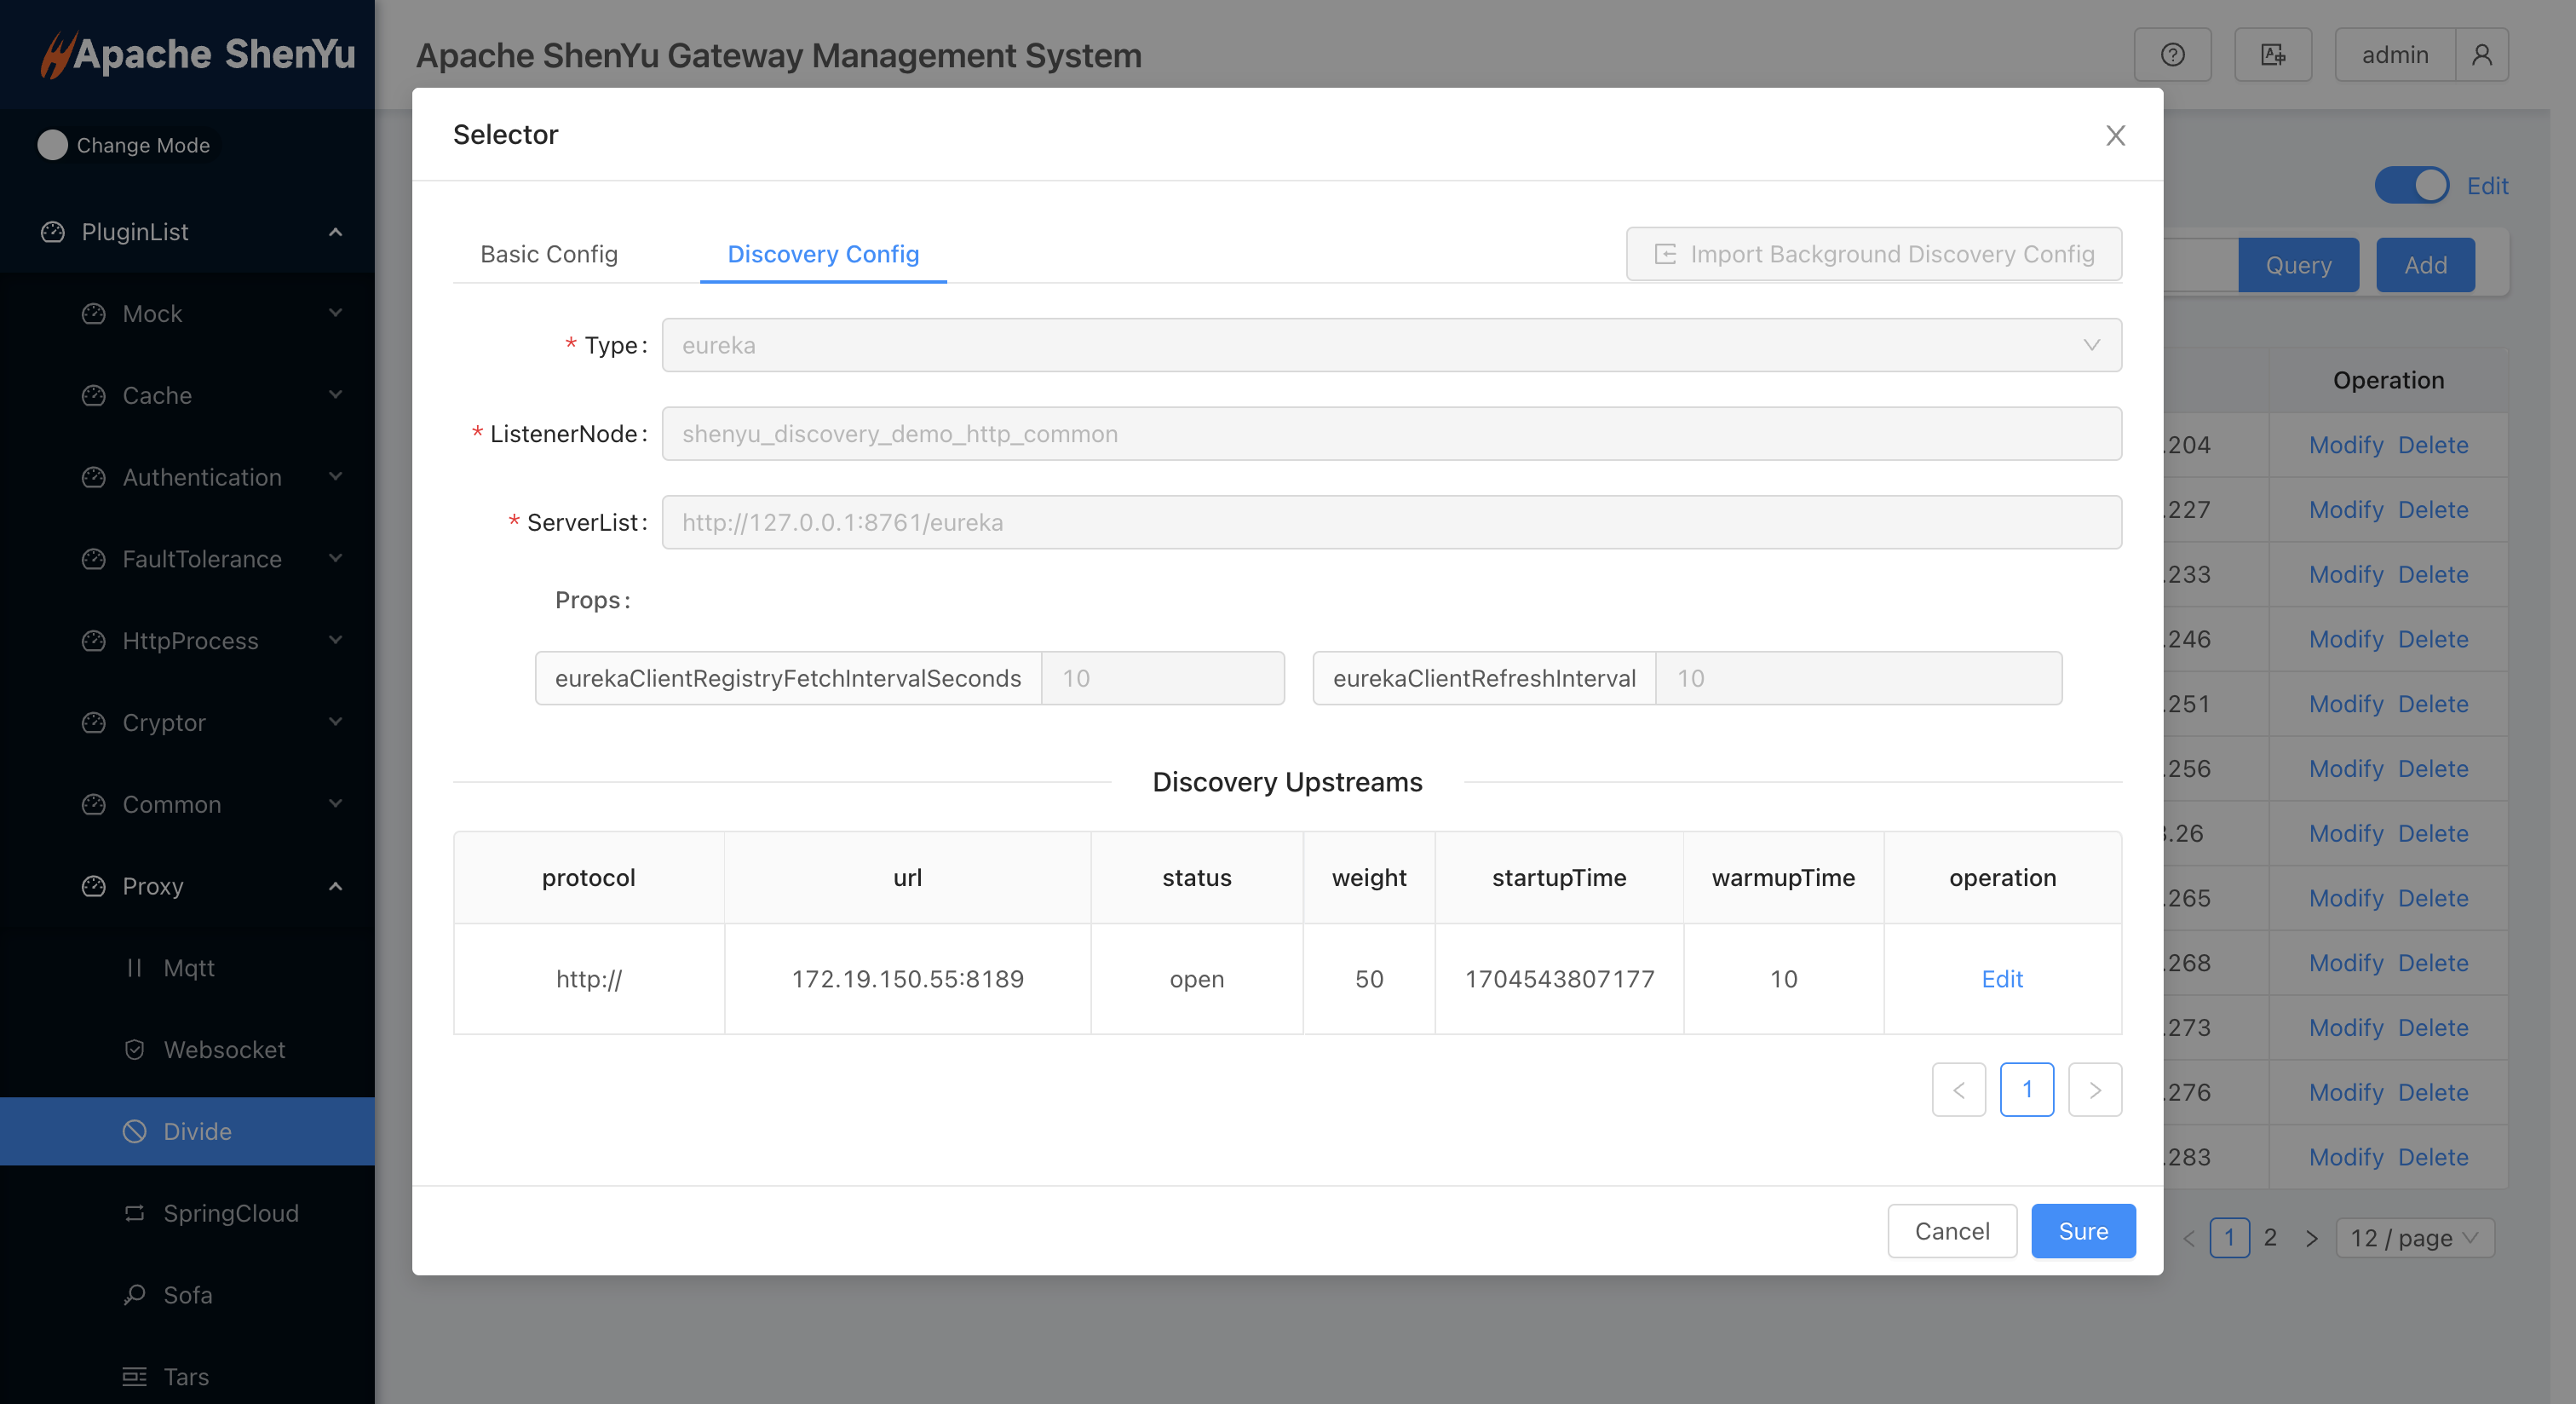 Apache ShenYu
Change Mode
PluginList
Mock
Cache
Authentication
FaultTolerance
HttpProcess
Cryptor
Common
Proxy
Mqtt
Websocket
Divide
SpringCloud
Sofa
Tars
Apache ShenYu Gateway Management System
admin
Edit
Query
Add
Operation
.204 Modify Delete
.227 Modify Delete
.233 Modify Delete
.246 Modify Delete
.251 Modify Delete
.256 Modify Delete
.26 Modify Delete
.265 Modify Delete
.268 Modify Delete
.273 Modify Delete
.276 Modify Delete
.283 Modify Delete
< 1 2 > 12 / page
Selector
Basic Config Discovery Config Import Background Discovery Config
* Type: eureka
* ListenerNode: shenyu_discovery_demo_http_common
* ServerList: http://127.0.0.1:8761/eureka
Props:
eurekaClientRegistryFetchIntervalSeconds 10 eurekaClientRefreshInterval 10
Discovery Upstreams
protocol url status weight startupTime warmupTime operation
http:// 172.19.150.55:8189 open 50 1704543807177 10 Edit
< 1 >
Cancel Sure